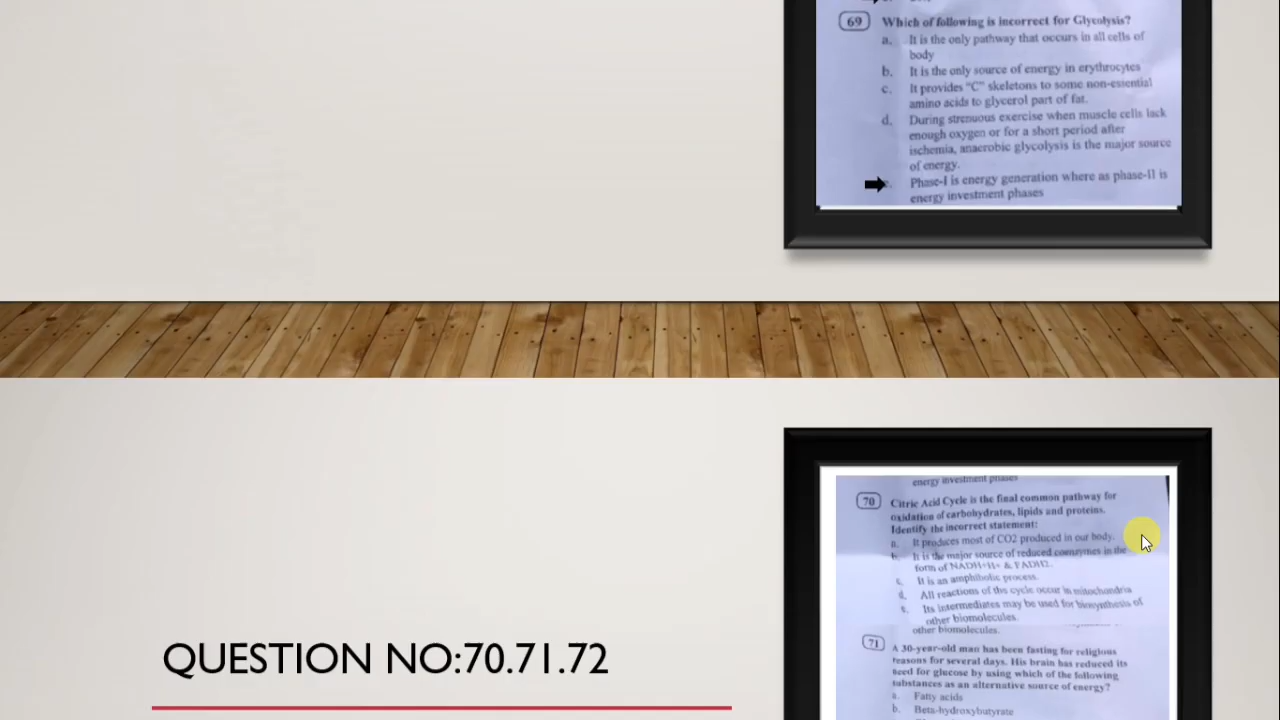 69 Which of following is incorrect for Glycolysis?
a. It is the only pathway that occurs in all cells of
body
b. It is the only source of energy in erythrocytes
c. It provides "C" skeletons to some non-essential
amino acids to glycerol part of fat.
d. During strenuous exercise when muscle cells lack
enough oxygen or for a short period after
ischemia, anaerobic glycolysis is the major source
of energy.
Phase-I is energy generation where as phase-II is
energy investment phases
QUESTION NO:70.71.72
energy investment phases
70 Citric Acid Cycle is the final common pathway for
oxidation of carbohydrates, lipids and proteins.
Identify the incorrect statement:
a. It produces most of CO2 produced in our body.
b. It is the major source of reduced coenzymes in the
form of NADH+H+ & FADH2.
c. It is an amphibolic process.
d. All reactions of the cycle occur in mitochondria
e. Its intermediates may be used for biosynthesis of
other biomolecules.
other biomolecules.
71 A 30-year-old man has been fasting for religious
reasons for several days. His brain has reduced its
need for glucose by using which of the following
substances as an alternative source of energy?
a. Fatty acids
b. Beta-hydroxybutyrate